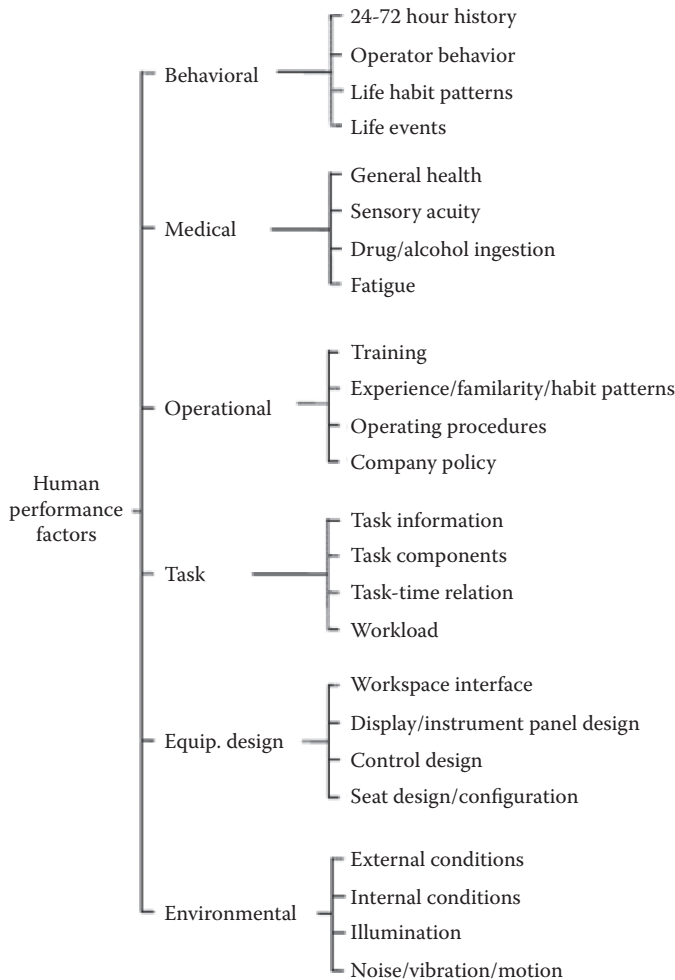 24-72 hour history
Behavioral
Operator behavior
Life habit patterns
Life events
General health
Medical
Sensory acuity
Drug/alcohol ingestion
Fatigue
Training
Operational
Experience/familarity/habit patterns
Operating procedures
Company policy
Human
performance
factors
Task information
Task
Task components
Task-time relation
Workload
Workspace interface
Equip. design
Display/instrument panel design
Control design
Seat design/configuration
External conditions
Environmental
Internal conditions
Illumination
Noise/vibration/motion